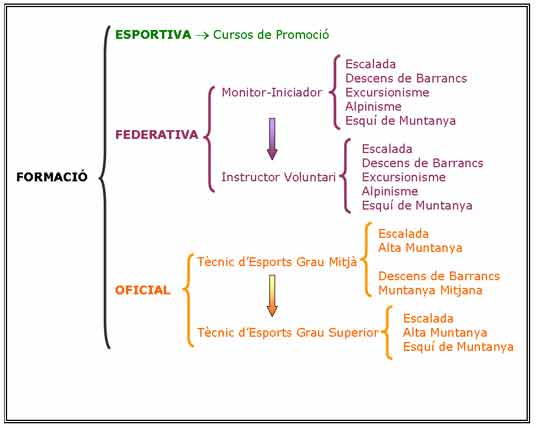 ESPORTIVA → Cursos de Promoció
FORMACIÓ
FEDERATIVA
Monitor-Iniciador
Escalada
Descens de Barrancs
Excursionisme
Alpinisme
Esquí de Muntanya
Instructor Voluntari
Escalada
Descens de Barrancs
Excursionisme
Alpinisme
Esquí de Muntanya
OFICIAL
Tècnic d'Esports Grau Mitjà
Escalada
Alta Muntanya
Descens de Barrancs
Muntanya Mitjana
Tècnic d'Esports Grau Superior
Escalada
Alta Muntanya
Esquí de Muntanya